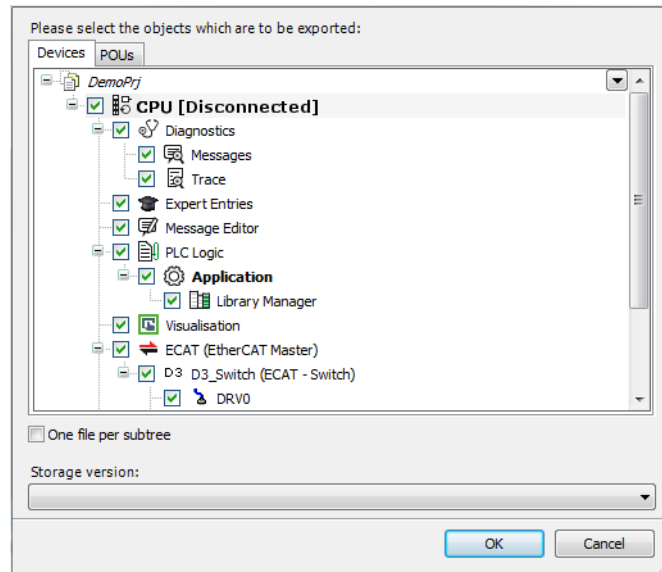 Please select the objects which are to be exported:
Devices POUs
DemoPrj
CPU [Disconnected]
Diagnostics
Messages
Trace
Expert Entries
Message Editor
PLC Logic
Application
Library Manager
Visualisation
ECAT (EtherCAT Master)
D3 D3_Switch (ECAT - Switch)
DRV0
One file per subtree
Storage version:
OK Cancel